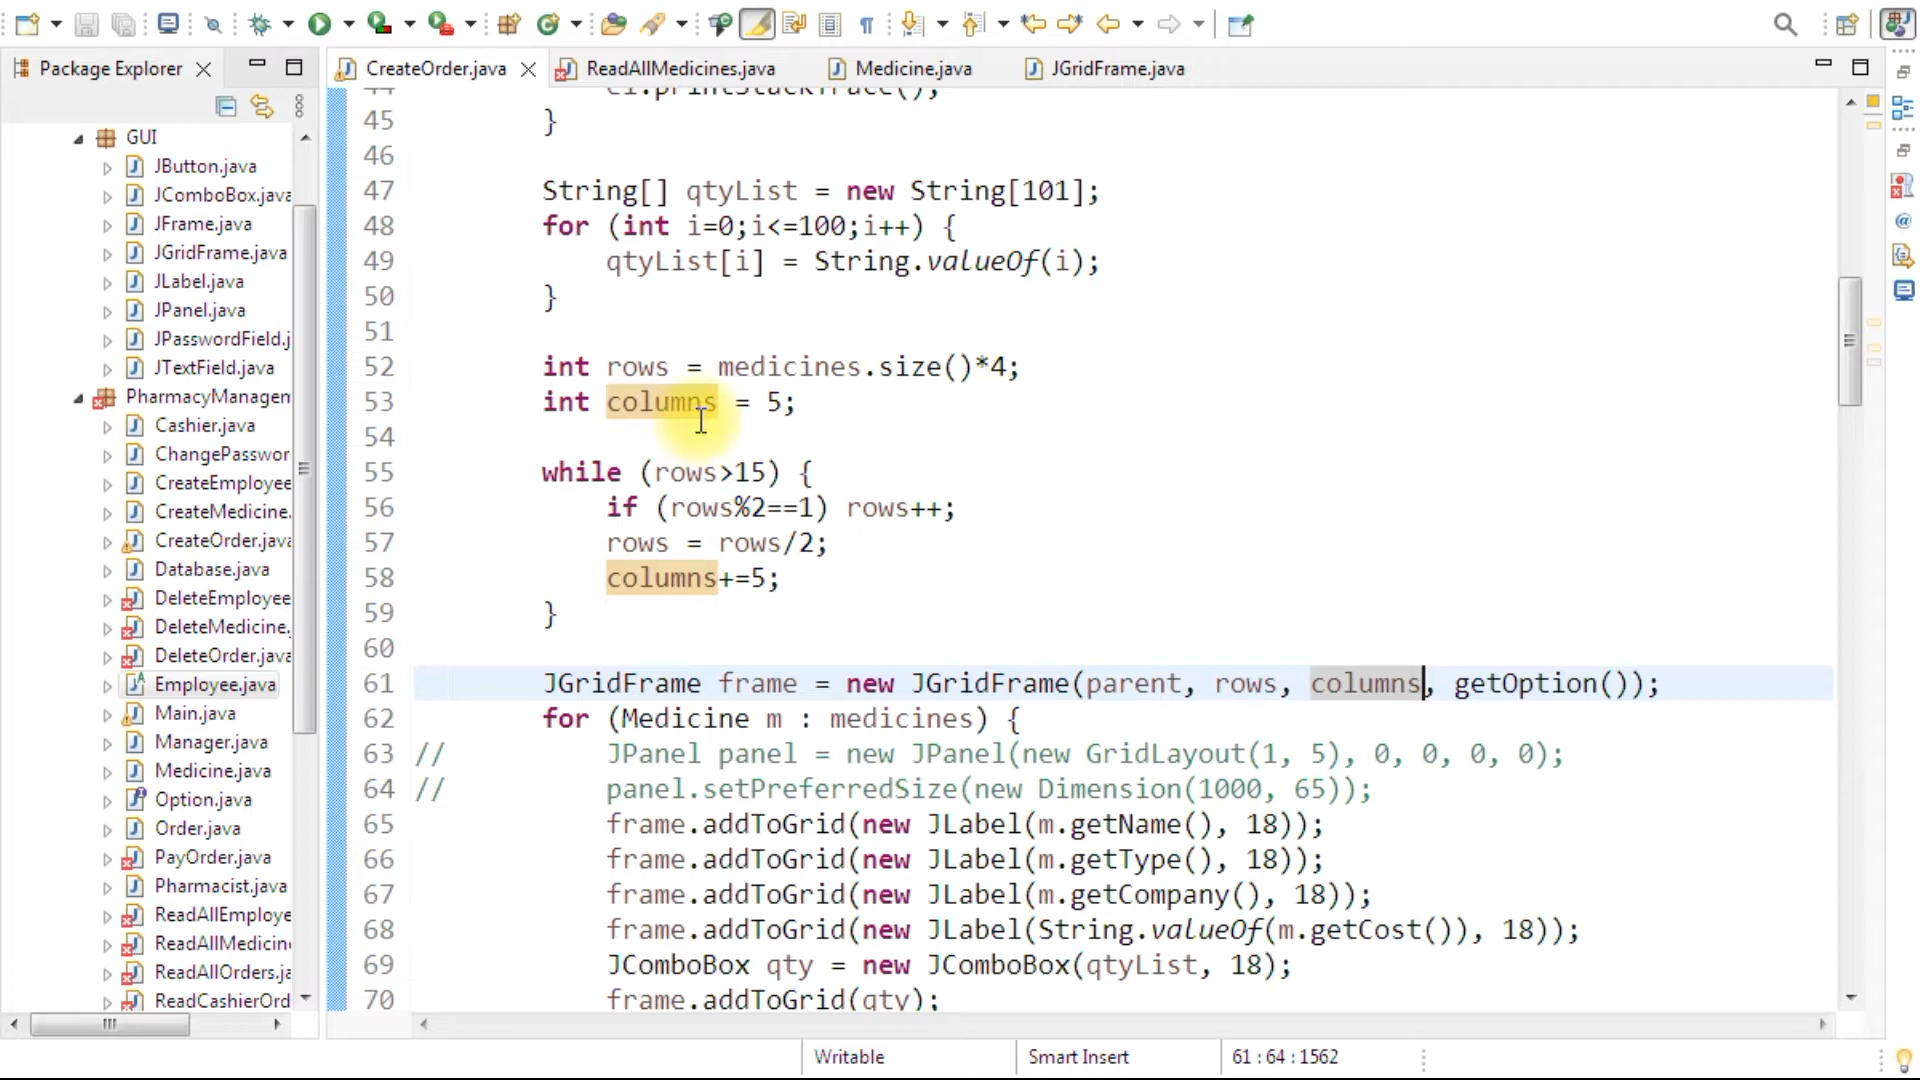 Package Explorer
CreateOrder.java
ReadAllMedicines.java
Medicine.java
JGridFrame.java
GUI
JButton.java
JComboBox.java
JFrame.java
JGridFrame.java
JLabel.java
JPanel.java
JPasswordField.j
JTextField.java
PharmacyManagem
Cashier.java
ChangePasswor
CreateEmployee
CreateMedicine.
CreateOrder.java
Database.java
DeleteEmployee
DeleteMedicine.
DeleteOrder.java
Employee.java
Main.java
Manager.java
Medicine.java
Option.java
Order.java
PayOrder.java
Pharmacist.java
ReadAllEmploye
ReadAllMedicin
ReadAllOrders.ja
ReadCashierOrd
44 e1.printStackTrace();
45 }
46
47 String[] qtyList = new String[101];
48 for (int i=0;i<=100;i++) {
49 qtyList[i] = String.valueOf(i);
50 }
51
52 int rows = medicines.size()*4;
53 int columns = 5;
54
55 while (rows>15) {
56 if (rows%2==1) rows++;
57 rows = rows/2;
58 columns+=5;
59 }
60
61 JGridFrame frame = new JGridFrame(parent, rows, columns, getOption());
62 for (Medicine m : medicines) {
63 // JPanel panel = new JPanel(new GridLayout(1, 5), 0, 0, 0, 0);
64 // panel.setPreferredSize(new Dimension(1000, 65));
65 frame.addToGrid(new JLabel(m.getName(), 18));
66 frame.addToGrid(new JLabel(m.getType(), 18));
67 frame.addToGrid(new JLabel(m.getCompany(), 18));
68 frame.addToGrid(new JLabel(String.valueOf(m.getCost()), 18));
69 JComboBox qty = new JComboBox(qtyList, 18);
70 frame.addToGrid(qty);
Writable
Smart Insert
61 : 64 : 1562